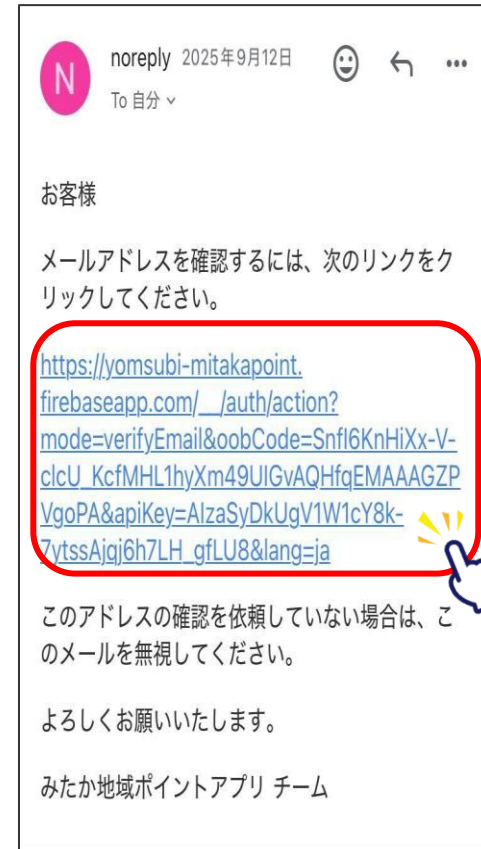 N
noreply 2025年9月12日
To 自分
お客様
メールアドレスを確認するには、次のリンクをク
リックしてください。
https://yomsubi-mitakapoint.
firebaseapp.com/__/auth/action?
mode=verifyEmail&oobCode=SnfI6KnHiXx-V-
cIcU_KcfMHL1hyXm49UIGvAQHfqEMAAAGZP
VgoPA&apiKey=AIzaSyDkUgV1W1cY8k-
7ytssAjqj6h7LH_gfLU8&lang=ja
このアドレスの確認を依頼していない場合は、こ
のメールを無視してください。
よろしくお願いいたします。
みたか地域ポイントアプリ チーム